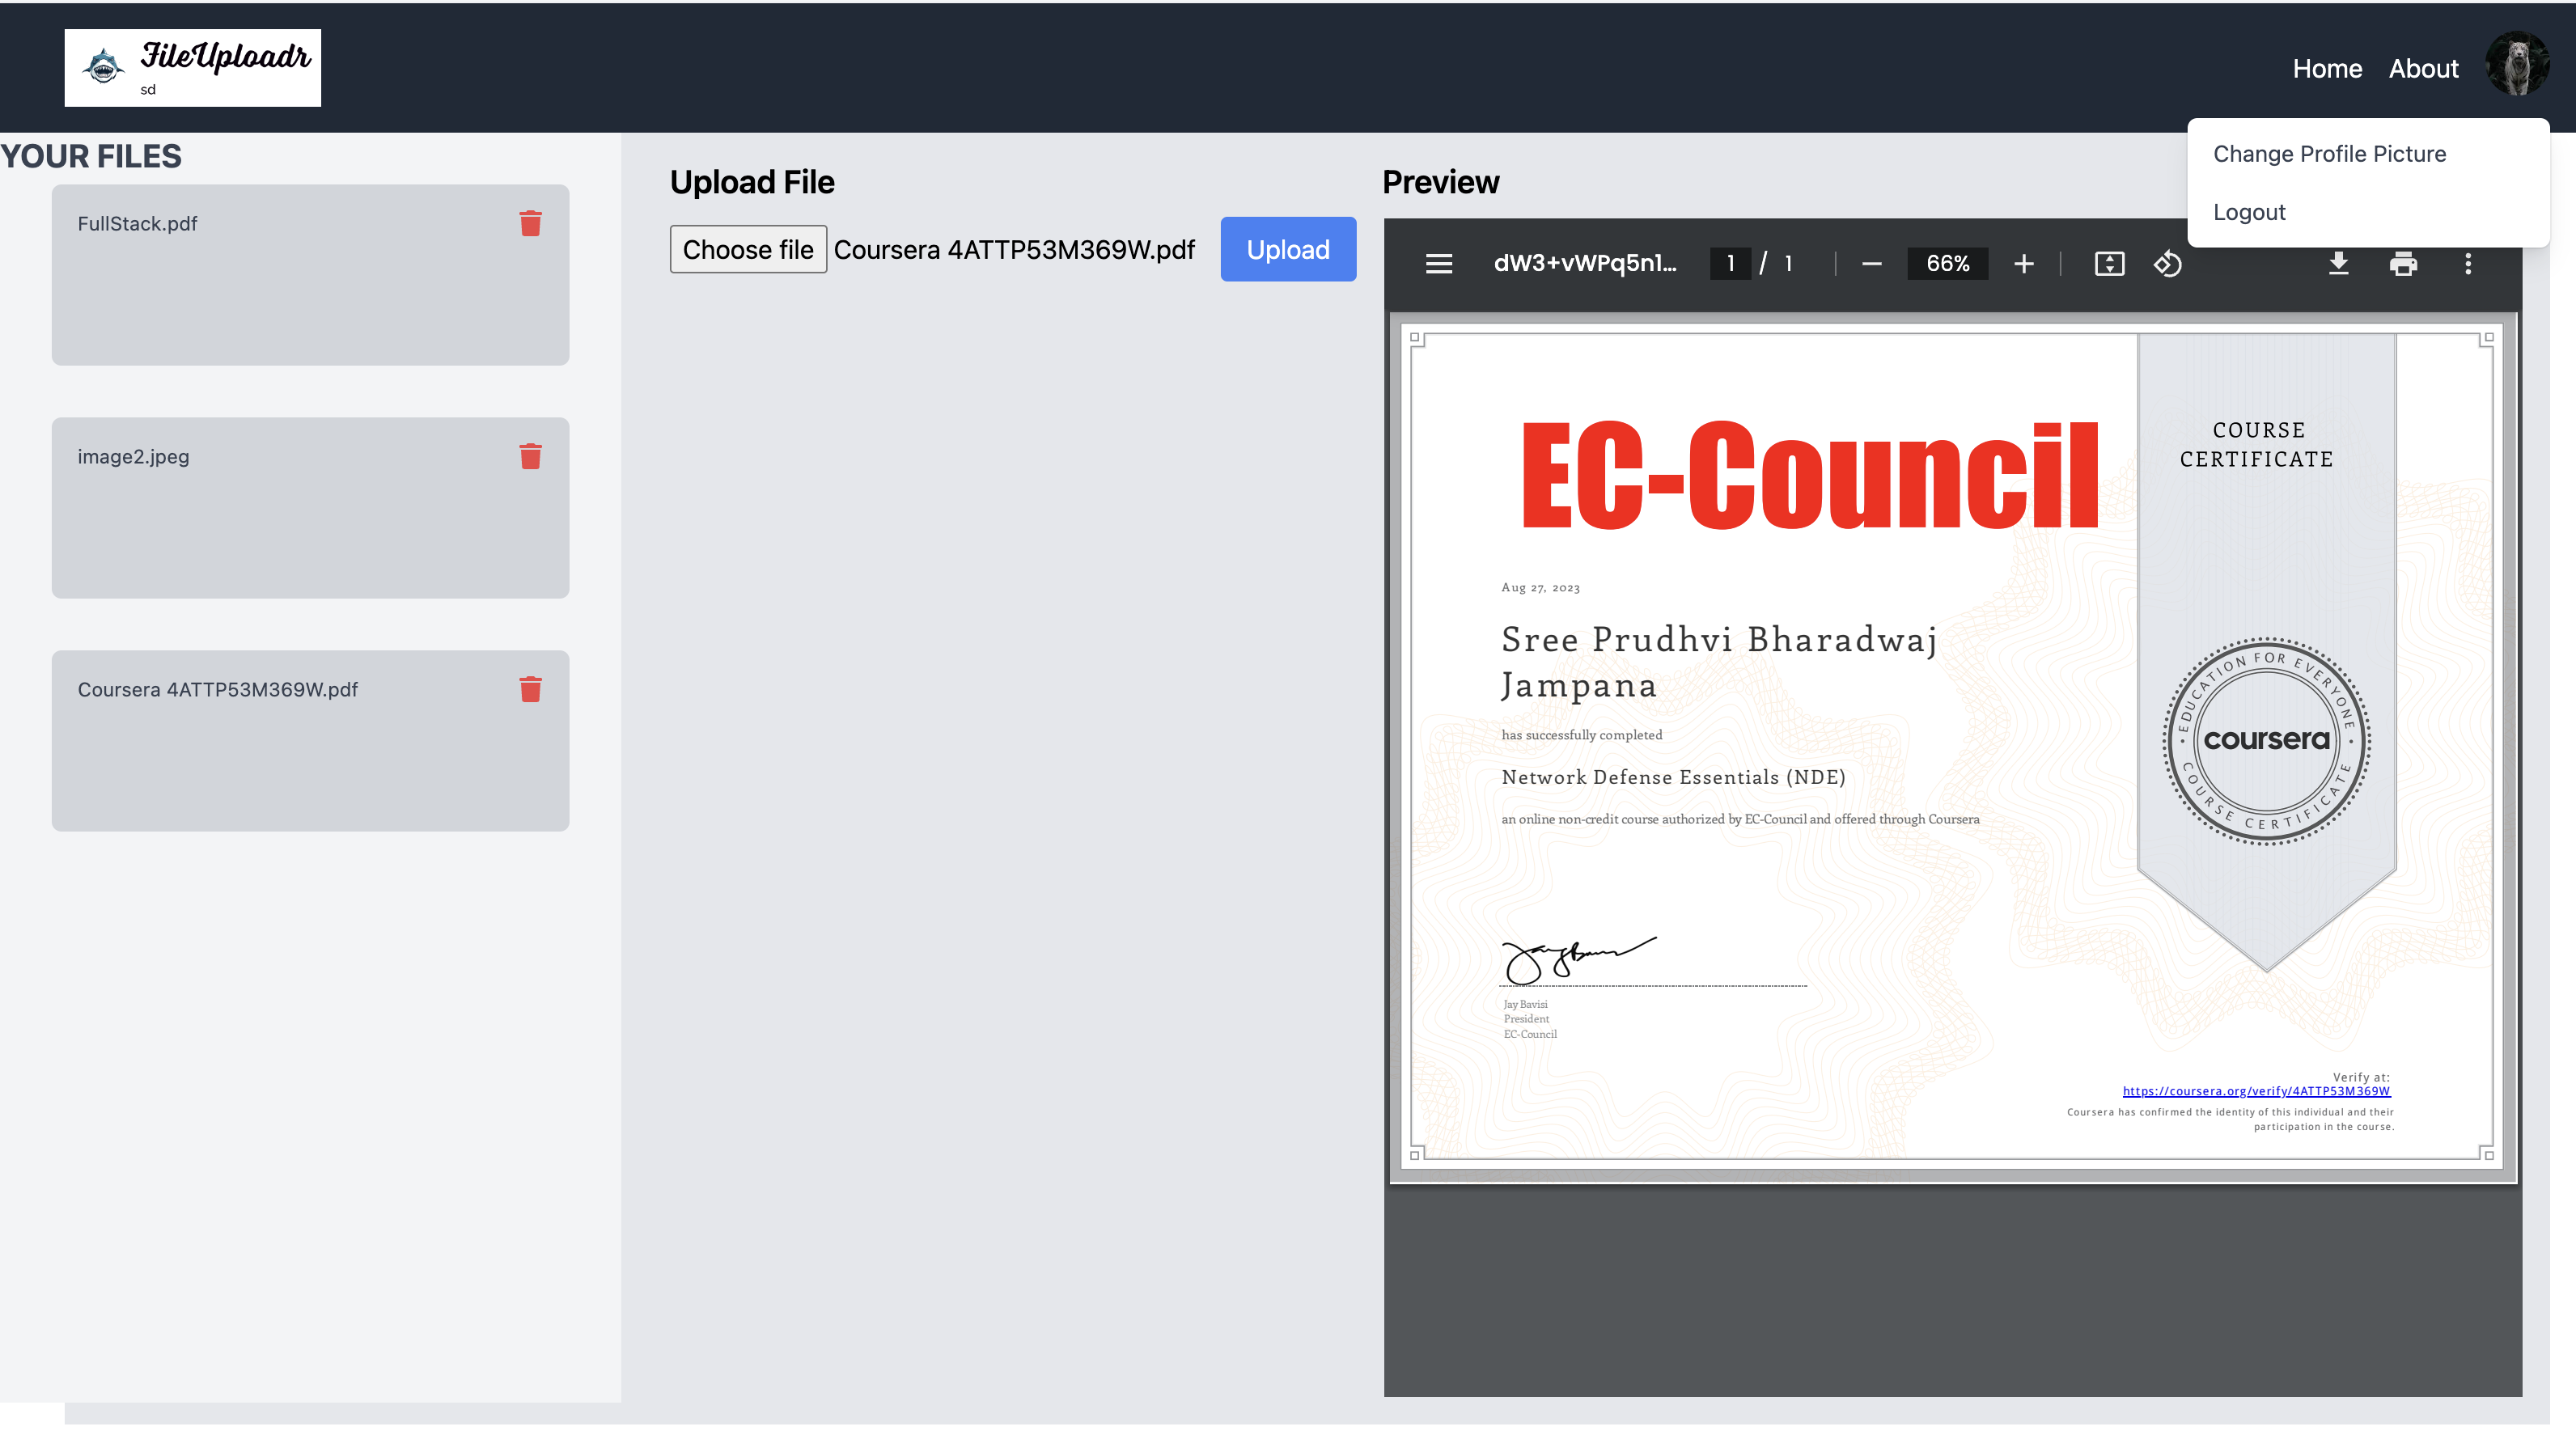 FileUploadr
sd
Home About
Change Profile Picture
Logout
YOUR FILES
FullStack.pdf
image2.jpeg
Coursera 4ATTP53M369W.pdf
Upload File
Choose file Coursera 4ATTP53M369W.pdf Upload
Preview
dW3+vWPq5n1... 1 / 1 66%
EC-Council
COURSE
CERTIFICATE
Aug 27, 2023
Sree Prudhvi Bharadwaj
Jampana
has successfully completed
Network Defense Essentials (NDE)
an online non-credit course authorized by EC-Council and offered through Coursera
EDUCATION FOR EVERYONE
coursera
COURSE CERTIFICATE
Jay Bavisi
President
EC-Council
Verify at:
https://coursera.org/verify/4ATTP53M369W
Coursera has confirmed the identity of this individual and their
participation in the course.